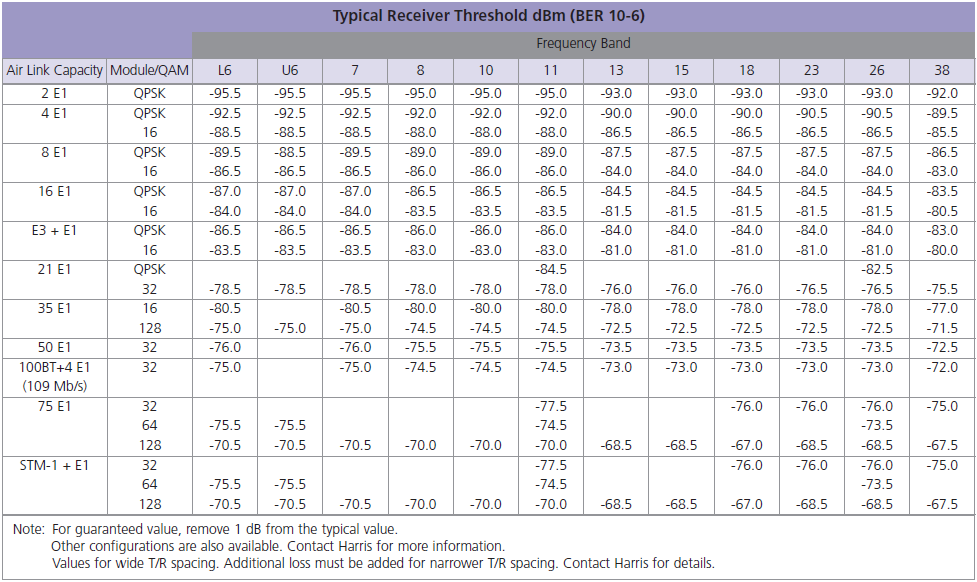 Typical Receiver Threshold dBm (BER 10-6)
Frequency Band
Air Link Capacity Module/QAM L6 U6 7 8 10 11 13 15 18 23 26 38
2 E1 QPSK -95.5 -95.5 -95.5 -95.0 -95.0 -95.0 -93.0 -93.0 -93.0 -93.0 -93.0 -92.0
4 E1 QPSK -92.5 -92.5 -92.5 -92.0 -92.0 -92.0 -90.0 -90.0 -90.0 -90.5 -90.5 -89.5
16 -88.5 -88.5 -88.5 -88.0 -88.0 -88.0 -86.5 -86.5 -86.5 -86.5 -86.5 -85.5
8 E1 QPSK -89.5 -88.5 -89.5 -89.0 -89.0 -89.0 -87.5 -87.5 -87.5 -87.5 -87.5 -86.5
16 -86.5 -86.5 -86.5 -86.0 -86.0 -86.0 -84.0 -84.0 -84.0 -84.0 -84.0 -83.0
16 E1 QPSK -87.0 -87.0 -87.0 -86.5 -86.5 -86.5 -84.5 -84.5 -84.5 -84.5 -84.5 -83.5
16 -84.0 -84.0 -84.0 -83.5 -83.5 -83.5 -81.5 -81.5 -81.5 -81.5 -81.5 -80.5
E3 + E1 QPSK -86.5 -86.5 -86.5 -86.0 -86.0 -86.0 -84.0 -84.0 -84.0 -84.0 -84.0 -83.0
16 -83.5 -83.5 -83.5 -83.0 -83.0 -83.0 -81.0 -81.0 -81.0 -81.0 -81.0 -80.0
21 E1 QPSK -84.5 -82.5
32 -78.5 -78.5 -78.5 -78.0 -78.0 -78.0 -76.0 -76.0 -76.0 -76.5 -76.5 -75.5
35 E1 16 -80.5 -80.5 -80.0 -80.0 -80.0 -78.0 -78.0 -78.0 -78.0 -78.0 -77.0
128 -75.0 -75.0 -75.0 -74.5 -74.5 -74.5 -72.5 -72.5 -72.5 -72.5 -72.5 -71.5
50 E1 32 -76.0 -76.0 -75.5 -75.5 -75.5 -73.5 -73.5 -73.5 -73.5 -73.5 -72.5
100BT+4 E1 32 -75.0 -75.0 -74.5 -74.5 -74.5 -73.0 -73.0 -73.0 -73.0 -73.0 -72.0
(109 Mb/s)
75 E1 32 -77.5 -76.0 -76.0 -76.0 -75.0
64 -75.5 -75.5 -74.5 -73.5
128 -70.5 -70.5 -70.5 -70.0 -70.0 -70.0 -68.5 -68.5 -67.0 -68.5 -68.5 -67.5
STM-1 + E1 32 -77.5 -76.0 -76.0 -76.0 -75.0
64 -75.5 -75.5 -74.5 -73.5
128 -70.5 -70.5 -70.5 -70.0 -70.0 -70.0 -68.5 -68.5 -67.0 -68.5 -68.5 -67.5
Note: For guaranteed value, remove 1 dB from the typical value.
Other configurations are also available. Contact Harris for more information.
Values for wide T/R spacing. Additional loss must be added for narrower T/R spacing. Contact Harris for details.